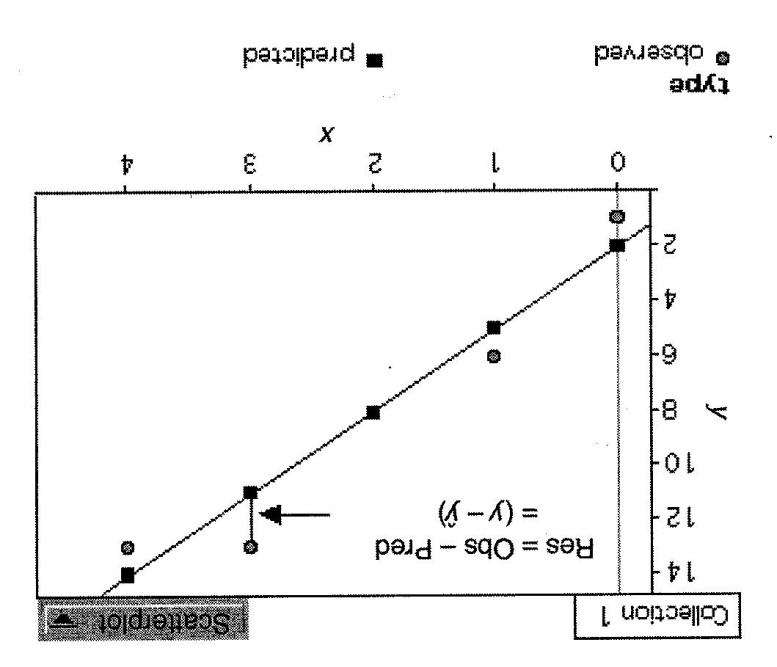 Collection 1
Scatterplot
Res = Obs – Pred
= (y – ŷ)
14
12
10
8
6
4
2
y
0 1 2 3 4
x
type
observed predicted